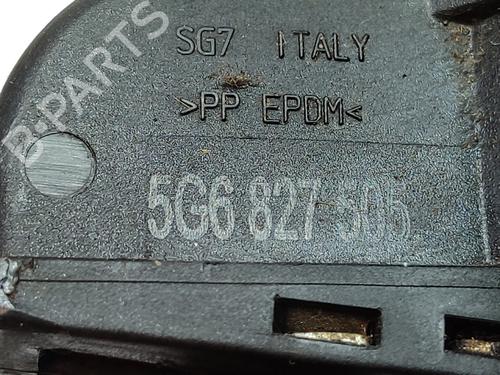 SG7 ITALY
>PP EPDM<
5G6 827 505
B-PARTS